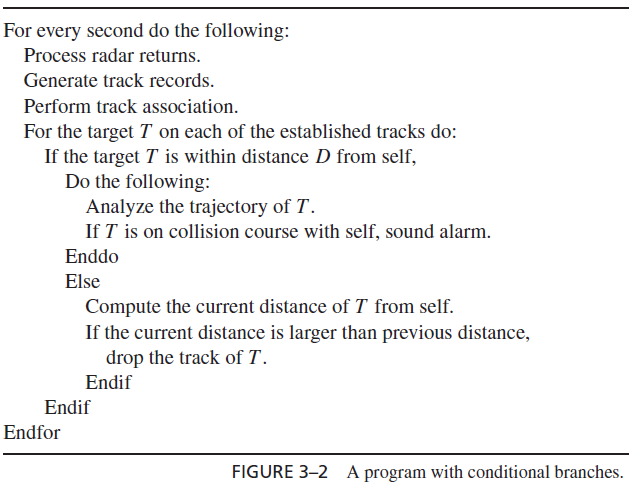 For every second do the following:
Process radar returns.
Generate track records.
Perform track association.
For the target T on each of the established tracks do:
If the target T is within distance D from self,
Do the following:
Analyze the trajectory of T.
If T is on collision course with self, sound alarm.
Enddo
Else
Compute the current distance of T from self.
If the current distance is larger than previous distance,
drop the track of T.
Endif
Endif
Endfor
FIGURE 3–2 A program with conditional branches.